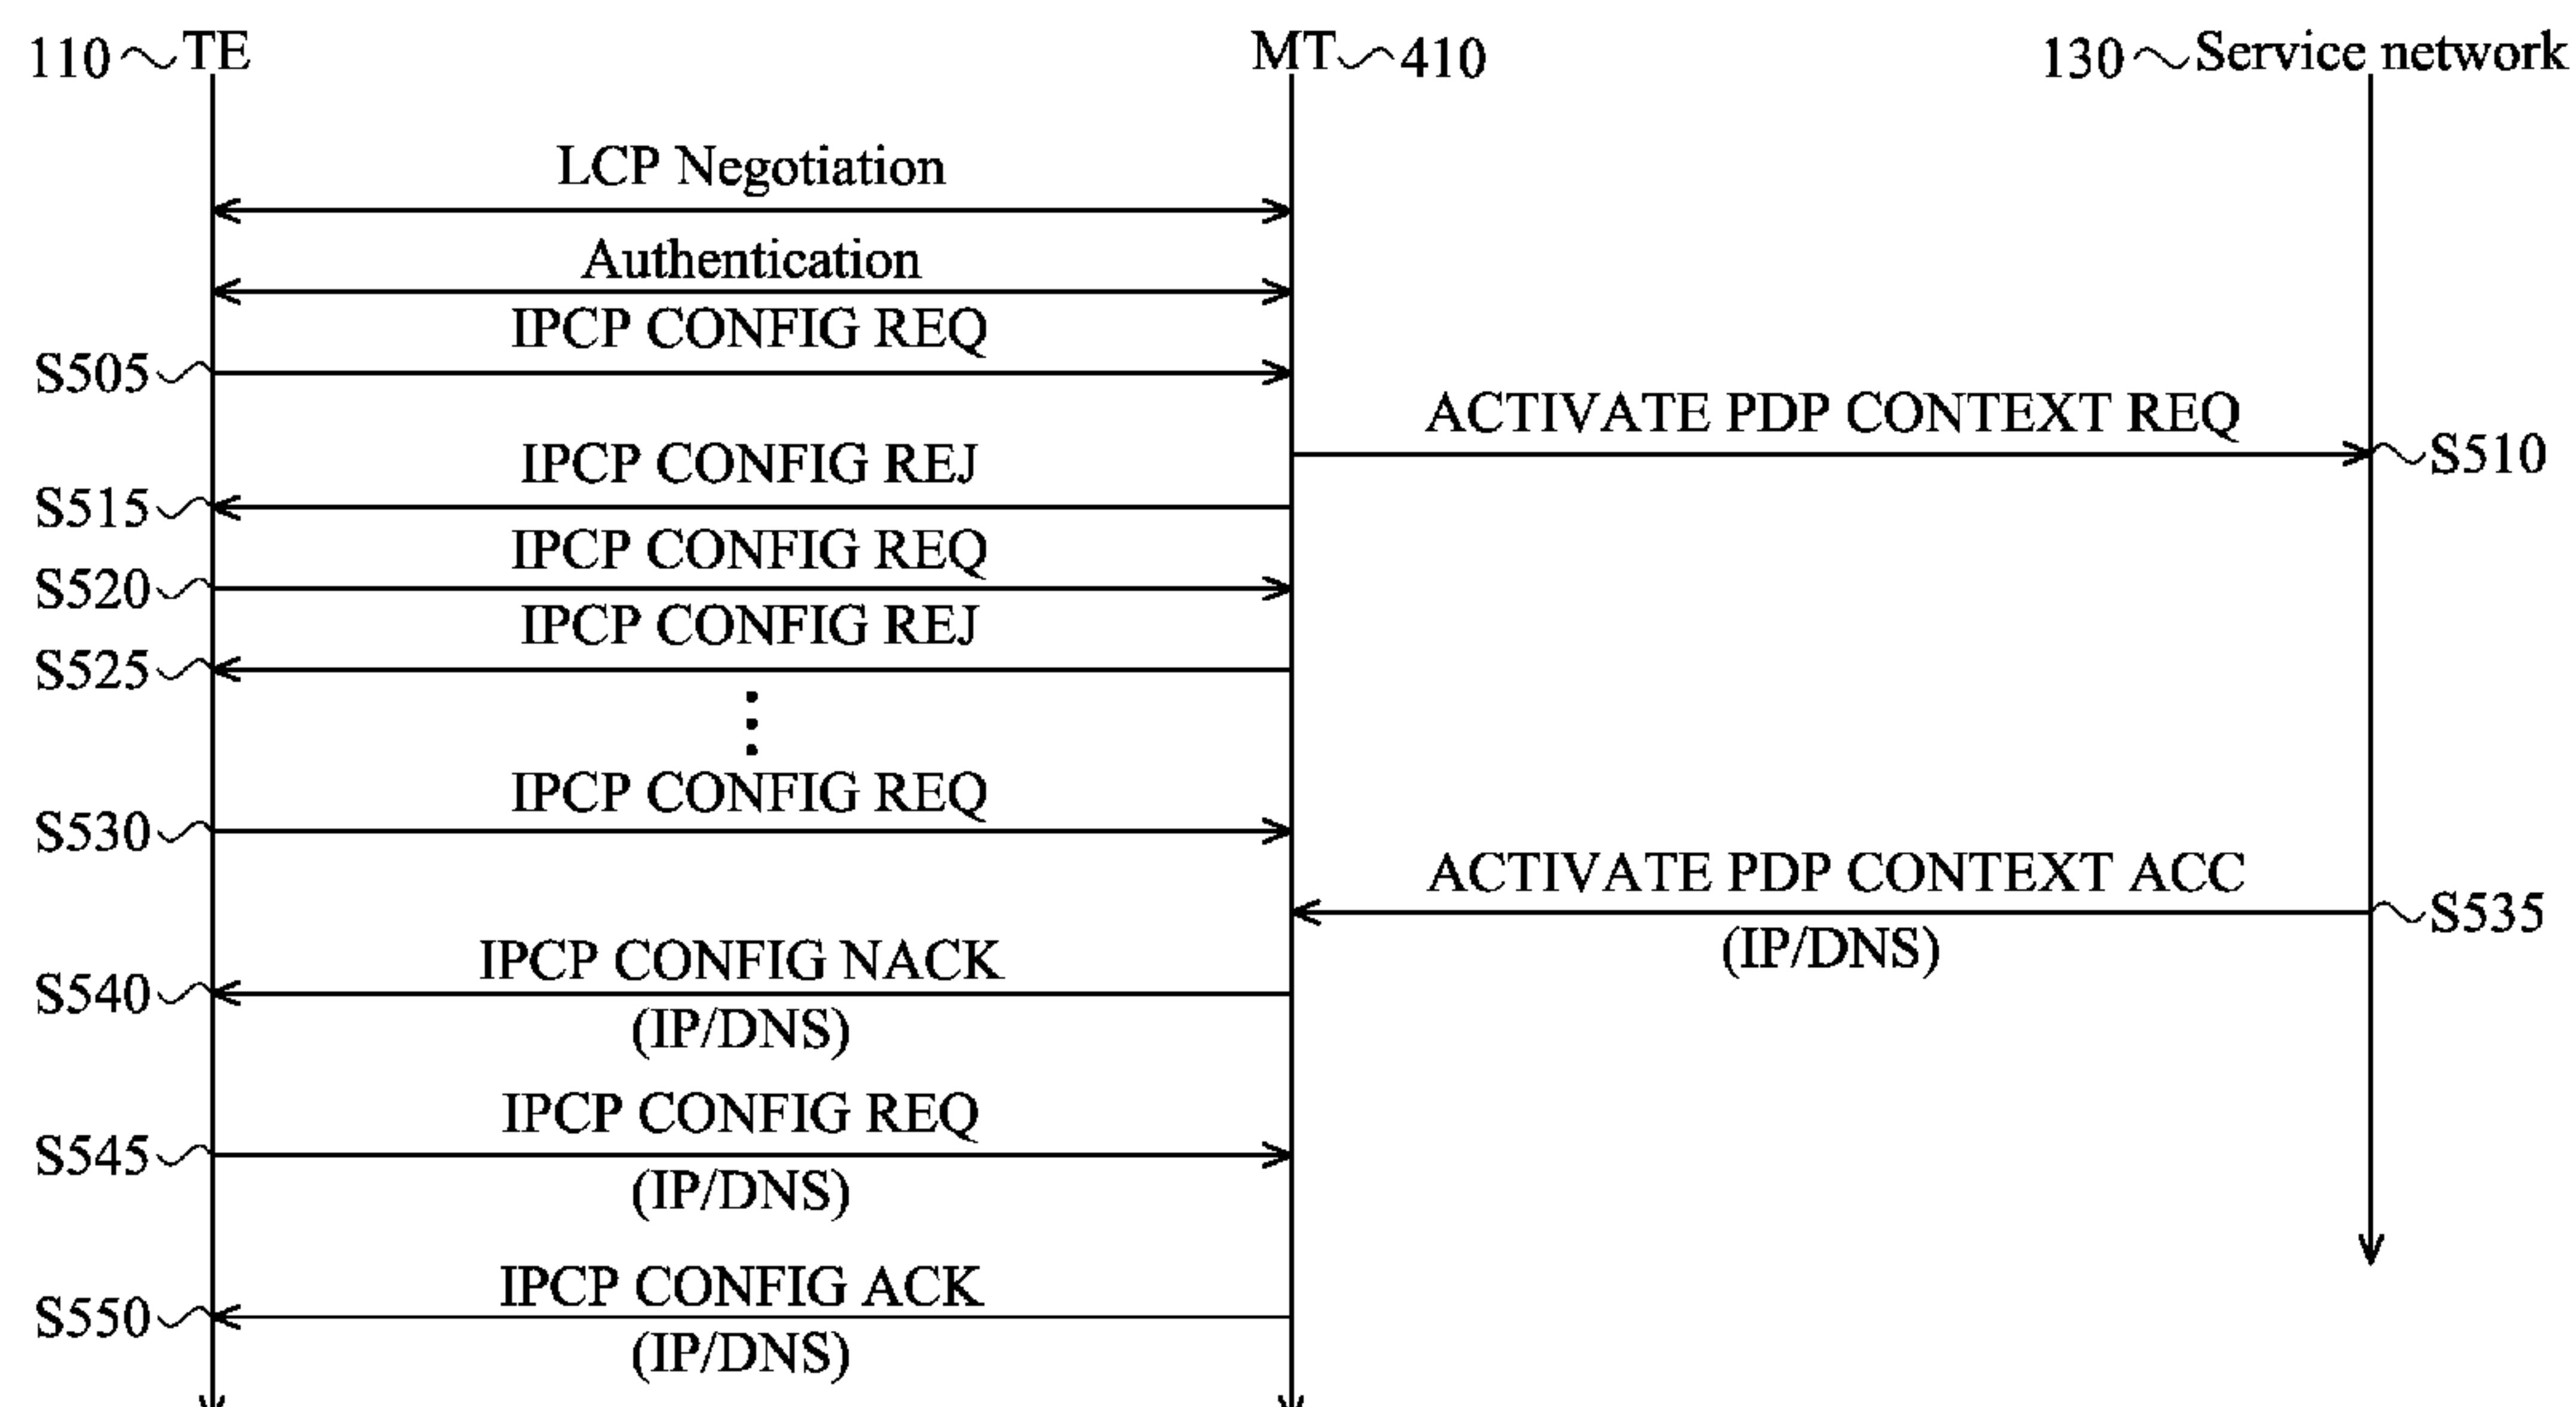 110 TE MT 410 130 Service network
LCP Negotiation
Authentication
IPCP CONFIG REQ
S505
ACTIVATE PDP CONTEXT REQ
S510
IPCP CONFIG REJ
S515
IPCP CONFIG REQ
S520
IPCP CONFIG REJ
S525
IPCP CONFIG REQ
S530
ACTIVATE PDP CONTEXT ACC
S535
(IP/DNS)
IPCP CONFIG NACK
S540
(IP/DNS)
IPCP CONFIG REQ
S545
(IP/DNS)
IPCP CONFIG ACK
S550
(IP/DNS)